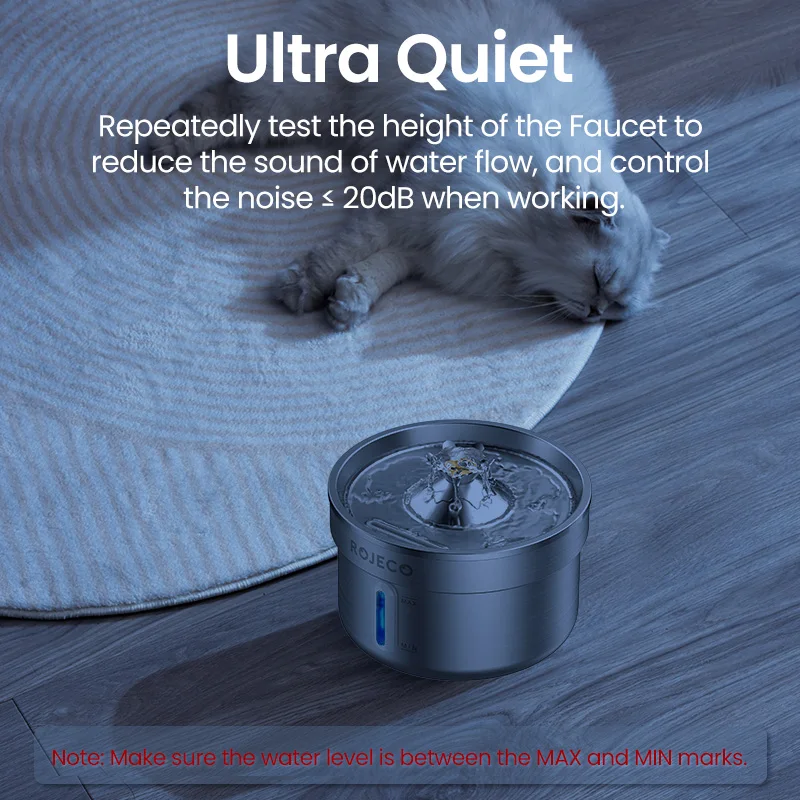 Ultra Quiet
Repeatedly test the height of the Faucet to
reduce the sound of water flow, and control
the noise ≤ 20dB when working.
ROJECO
MAX
MIN
Note: Make sure the water level is between the MAX and MIN marks.